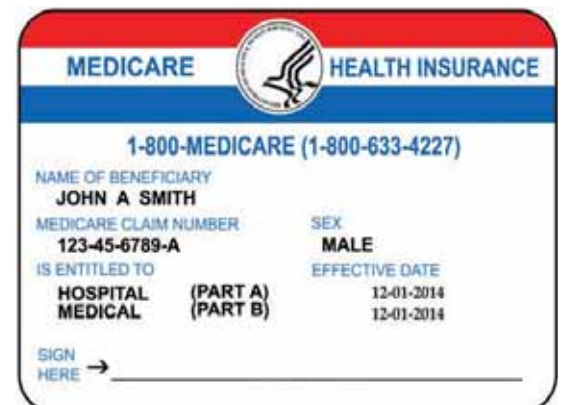 MEDICARE HEALTH INSURANCE
1-800-MEDICARE (1-800-633-4227)
NAME OF BENEFICIARY
JOHN A SMITH
MEDICARE CLAIM NUMBER SEX
123-45-6789-A MALE
IS ENTITLED TO EFFECTIVE DATE
HOSPITAL (PART A) 12-01-2014
MEDICAL (PART B) 12-01-2014
SIGN
HERE →